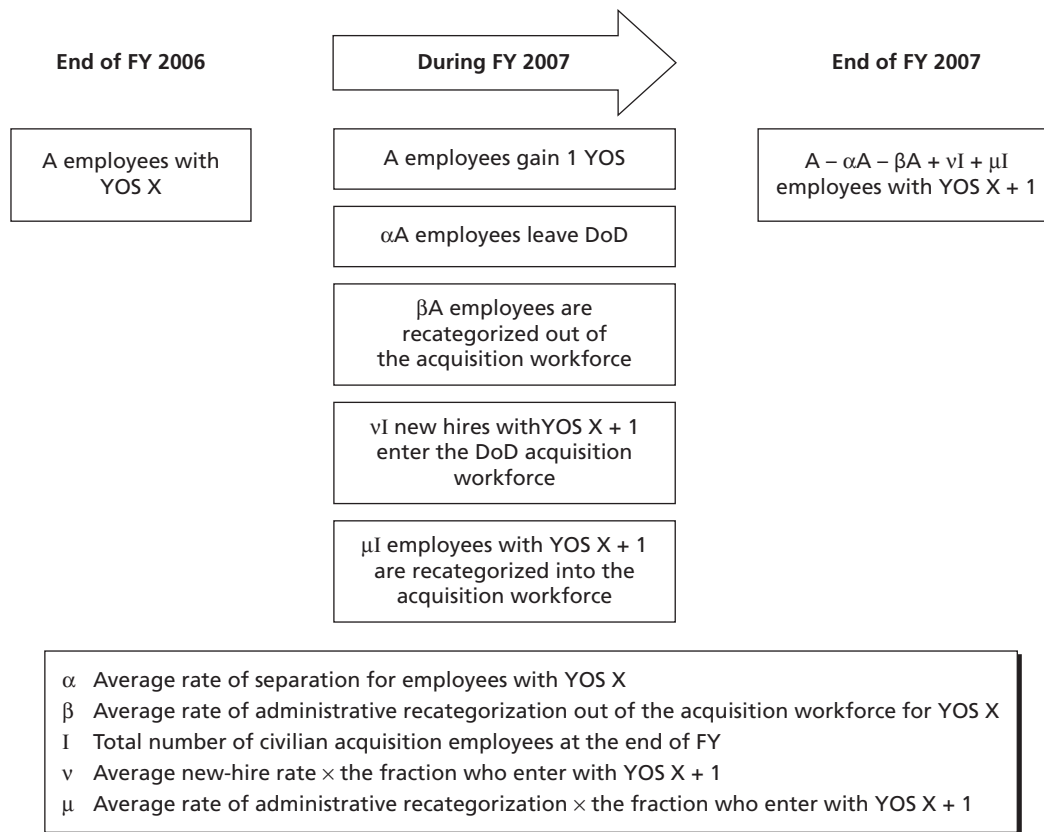 End of FY 2006
During FY 2007
End of FY 2007
A employees with
YOS X
A employees gain 1 YOS
αA employees leave DoD
βA employees are
recategorized out of
the acquisition workforce
νI new hires withYOS X + 1
enter the DoD acquisition
workforce
μI employees with YOS X + 1
are recategorized into the
acquisition workforce
A – αA – βA + νI + μI
employees with YOS X + 1
α Average rate of separation for employees with YOS X
β Average rate of administrative recategorization out of the acquisition workforce for YOS X
I Total number of civilian acquisition employees at the end of FY
ν Average new-hire rate × the fraction who enter with YOS X + 1
μ Average rate of administrative recategorization × the fraction who enter with YOS X + 1